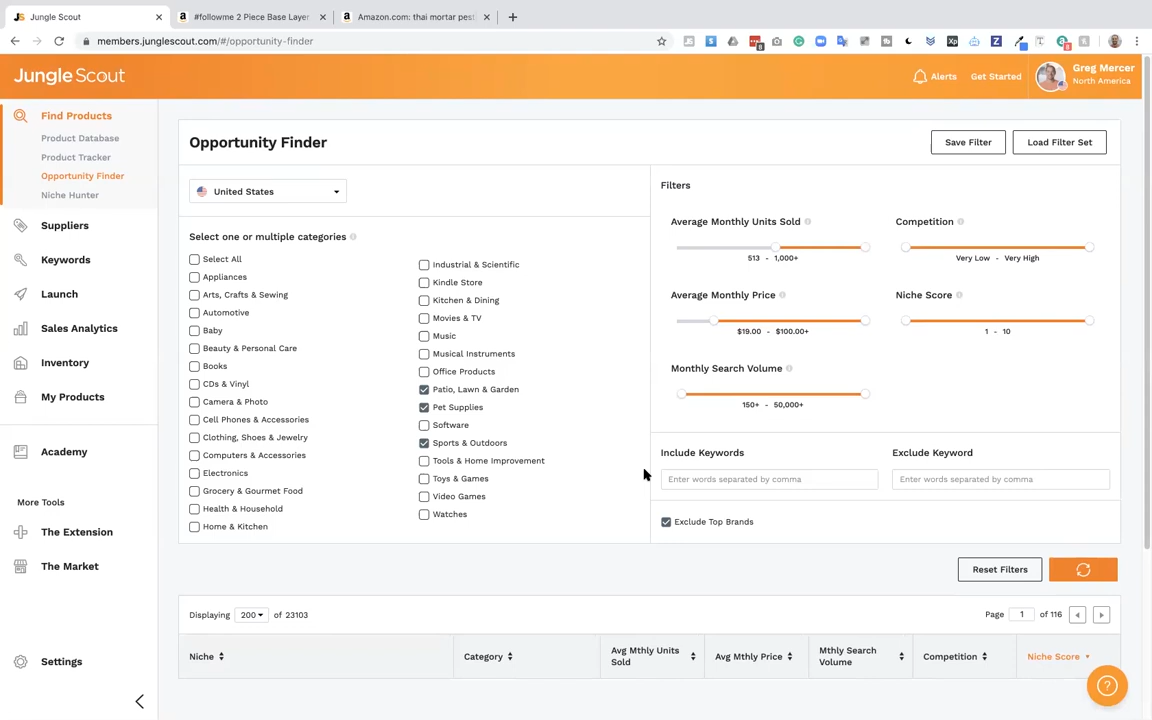 Jungle Scout
#followme 2 Piece Base Layer
Amazon.com: thai mortar pest
members.junglescout.com/#/opportunity-finder
Jungle Scout
Alerts
Get Started
Greg Mercer
North America
Find Products
Product Database
Product Tracker
Opportunity Finder
Niche Hunter
Suppliers
Keywords
Launch
Sales Analytics
Inventory
My Products
Academy
More Tools
The Extension
The Market
Settings
Opportunity Finder
Save Filter
Load Filter Set
United States
Select one or multiple categories
Select All
Appliances
Arts, Crafts & Sewing
Automotive
Baby
Beauty & Personal Care
Books
CDs & Vinyl
Camera & Photo
Cell Phones & Accessories
Clothing, Shoes & Jewelry
Computers & Accessories
Electronics
Grocery & Gourmet Food
Health & Household
Home & Kitchen
Industrial & Scientific
Kindle Store
Kitchen & Dining
Movies & TV
Music
Musical Instruments
Office Products
Patio, Lawn & Garden
Pet Supplies
Software
Sports & Outdoors
Tools & Home Improvement
Toys & Games
Video Games
Watches
Filters
Average Monthly Units Sold
513 - 1,000+
Competition
Very Low - Very High
Average Monthly Price
$19.00 - $100.00+
Niche Score
1 - 10
Monthly Search Volume
150+ - 50,000+
Include Keywords
Enter words separated by comma
Exclude Keyword
Enter words separated by comma
Exclude Top Brands
Reset Filters
Displaying 200 of 23103
Page 1 of 116
Niche
Category
Avg Mthly Units
Sold
Avg Mthly Price
Mthly Search
Volume
Competition
Niche Score